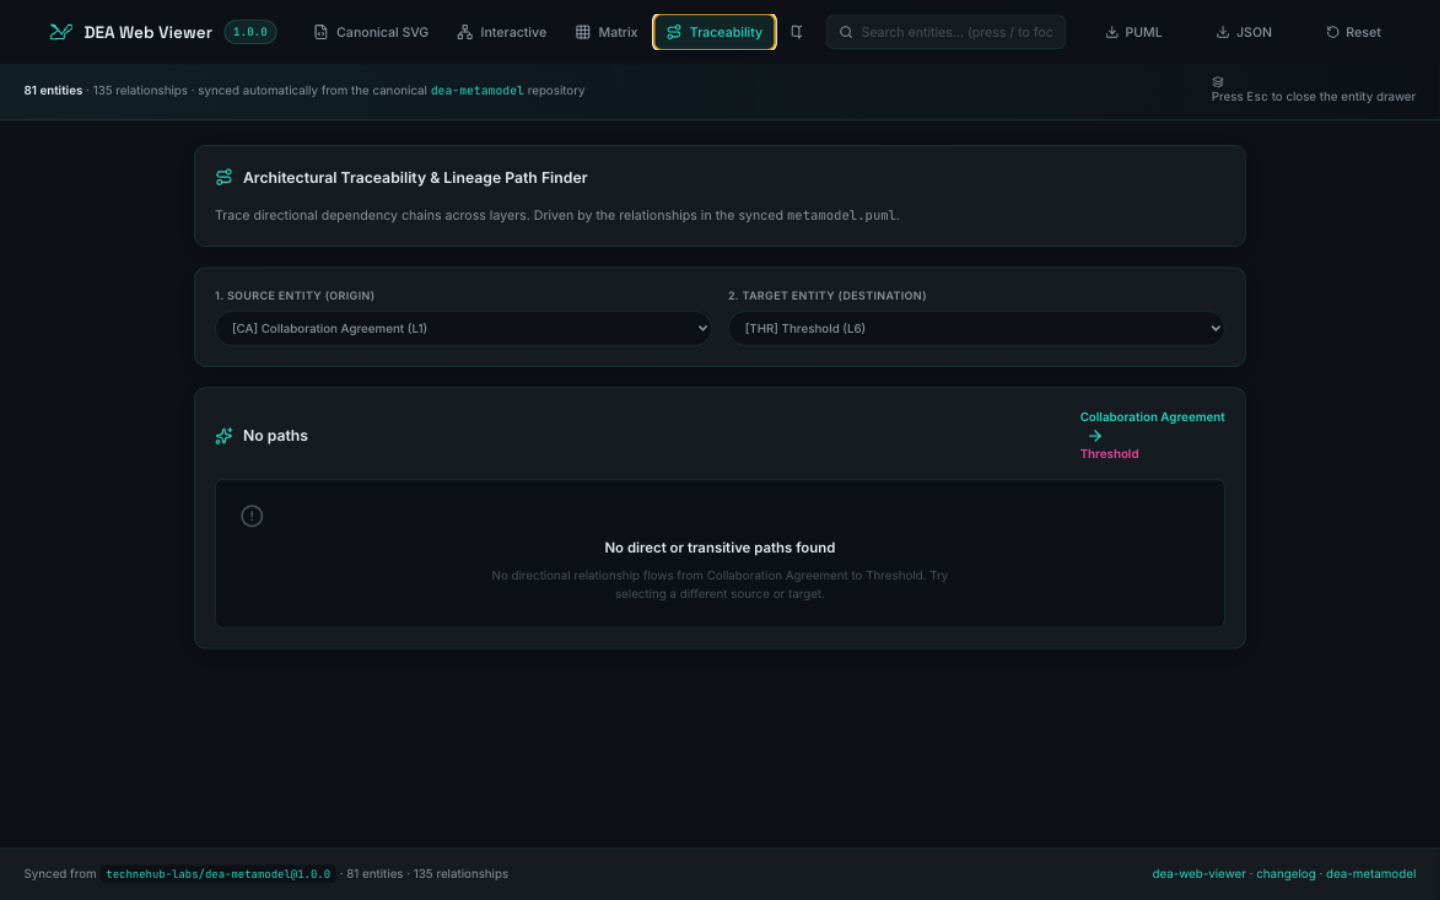 DEA Web Viewer 1.0.0 Canonical SVG Interactive Matrix Traceability Search entities... (press / to foc PUML JSON Reset
81 entities · 135 relationships · synced automatically from the canonical dea-metamodel repository
Press Esc to close the entity drawer
Architectural Traceability & Lineage Path Finder
Trace directional dependency chains across layers. Driven by the relationships in the synced metamodel.puml.
1. SOURCE ENTITY (ORIGIN)
[CA] Collaboration Agreement (L1)
2. TARGET ENTITY (DESTINATION)
[THR] Threshold (L6)
No paths
Collaboration Agreement
→
Threshold
No direct or transitive paths found
No directional relationship flows from Collaboration Agreement to Threshold. Try
selecting a different source or target.
Synced from technehub-labs/dea-metamodel@1.0.0 · 81 entities · 135 relationships
dea-web-viewer · changelog · dea-metamodel